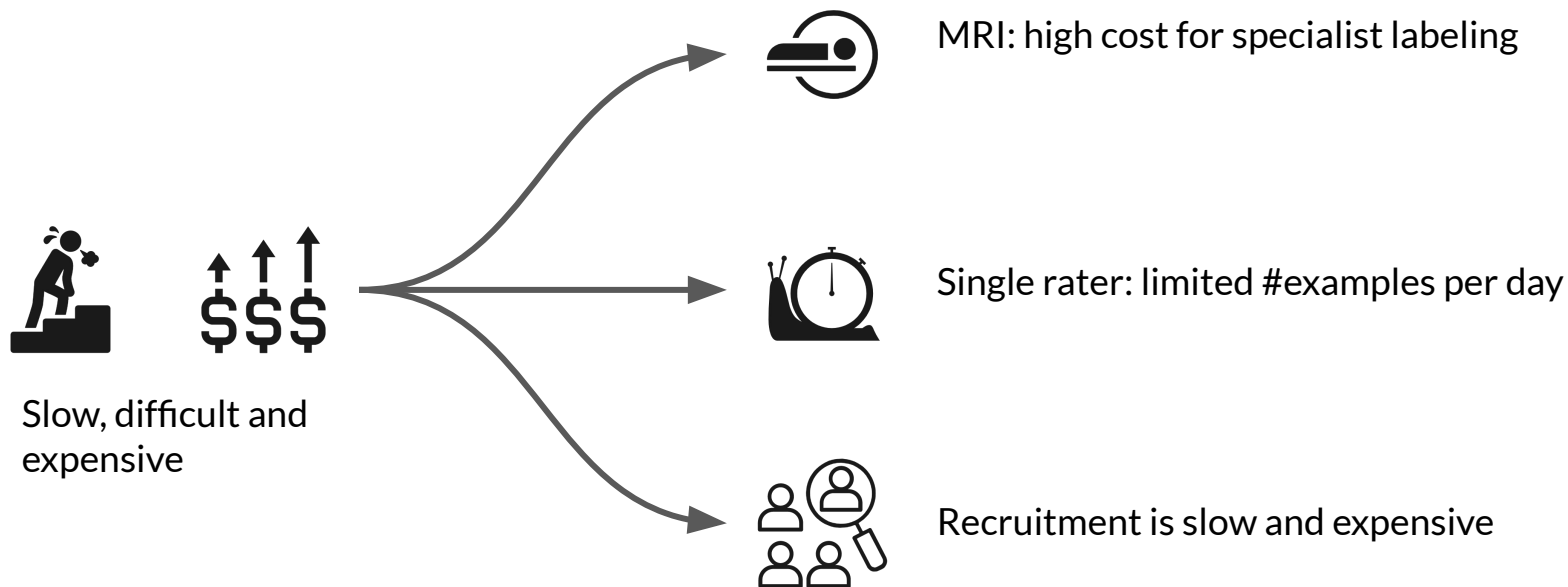 MRI: high cost for specialist labeling
$$$
Single rater: limited #examples per day
Slow, difficult and
expensive
Recruitment is slow and expensive